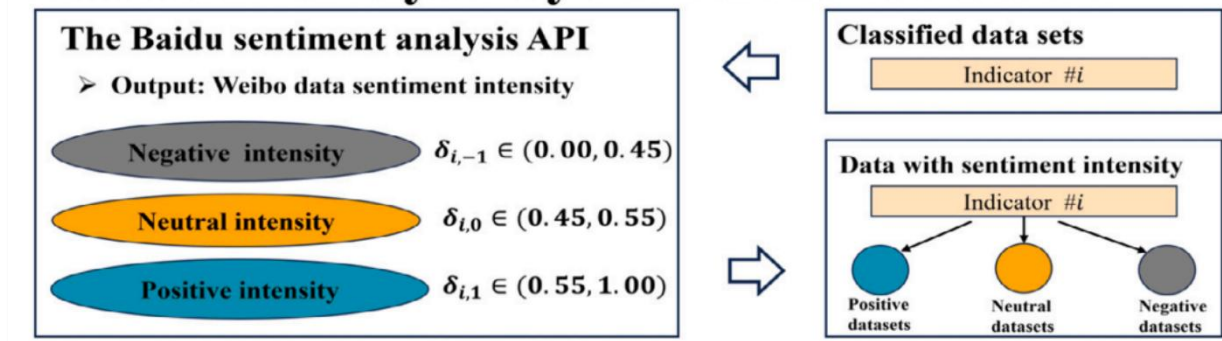 The Baidu sentiment analysis API
➢ Output: Weibo data sentiment intensity
Negative intensity δi,−1 ∈ (0.00, 0.45)
Neutral intensity δi,0 ∈ (0.45, 0.55)
Positive intensity δi,1 ∈ (0.55, 1.00)
Classified data sets
Indicator #i
Data with sentiment intensity
Indicator #i
Positive datasets
Neutral datasets
Negative datasets